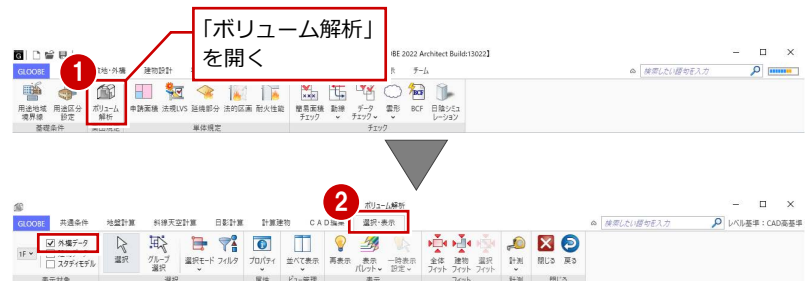 「ボリューム解析」
を開く
BE 2022 Architect Build:13022]
1
GLOOBE 地・外構 建物設計 チーム 検索したい語句を入力
用途地域 境界線 用途区分 設定 ボリューム 解析 申請面積 法規LVS 延焼部分 法的区画 耐火性能 簡易面積 チェック 動線 データ チェック 雲形 BCF 日陰シミュ レーション
基礎条件 単体規定 チェック
2
ボリューム解析
GLOOBE 共通条件 地盤計算 斜線天空計算 日影計算 計算建物 CAD編集 選択・表示 検索したい語句を入力 レベル基準:CAD高基準
1F 外構データ スタディモデル 選択 グループ 選択 選択モード フィルタ プロパティ 並べて表示 再表示 表示 パレット 一時表示 設定 全体 フィット 建物 フィット 選択 フィット 計測 閉じる 戻る
表示対象 選択 属性 ビュー管理 表示 フィット 計測 閉じる